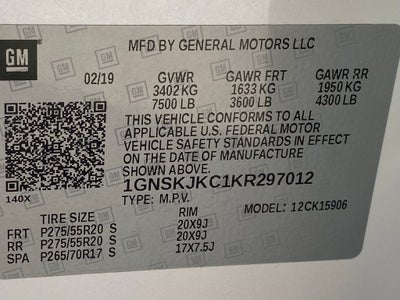 GM
MFD BY GENERAL MOTORS LLC
02/19 GVWR GAWR FRT GAWR RR
3402 KG 1633 KG 1950 KG
7500 LB 3600 LB 4300 LB
THIS VEHICLE CONFORMS TO ALL
APPLICABLE U.S. FEDERAL MOTOR
VEHICLE SAFETY STANDARDS IN EFFECT
ON THE DATE OF MANUFACTURE
SHOWN ABOVE.
1GNSKJKC1KR297012
140X TYPE: M.P.V. MODEL: 12CK15906
TIRE SIZE RIM
FRT P275/55R20 S 20X9J
RR P275/55R20 S 20X9J
SPA P265/70R17 S 17X7.5J